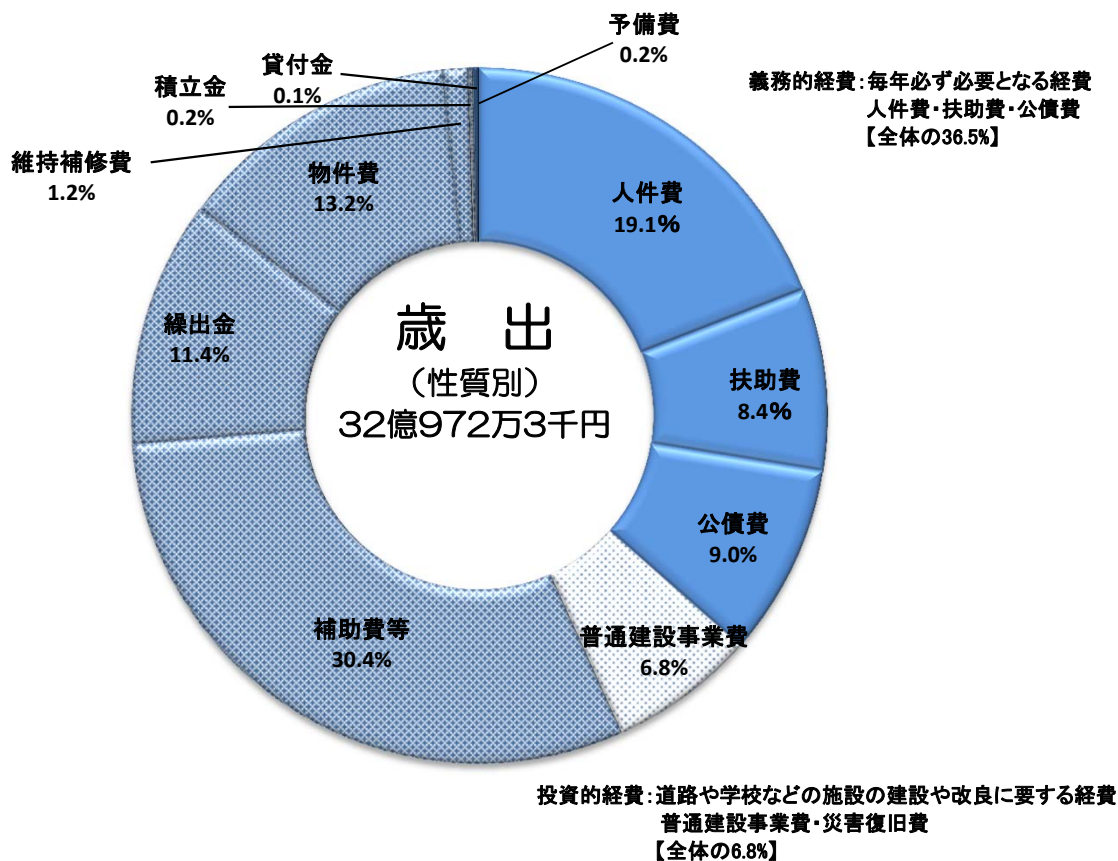 予備費
0.2%
貸付金
0.1%
積立金
0.2%
維持補修費
1.2%
義務的経費:毎年必ず必要となる経費
人件費・扶助費・公債費
【全体の36.5%】
物件費
13.2%
人件費
19.1%
繰出金
11.4%
歳 出
(性質別)
32億972万3千円
扶助費
8.4%
公債費
9.0%
補助費等
30.4%
普通建設事業費
6.8%
投資的経費:道路や学校などの施設の建設や改良に要する経費
普通建設事業費・災害復旧費
【全体の6.8%】